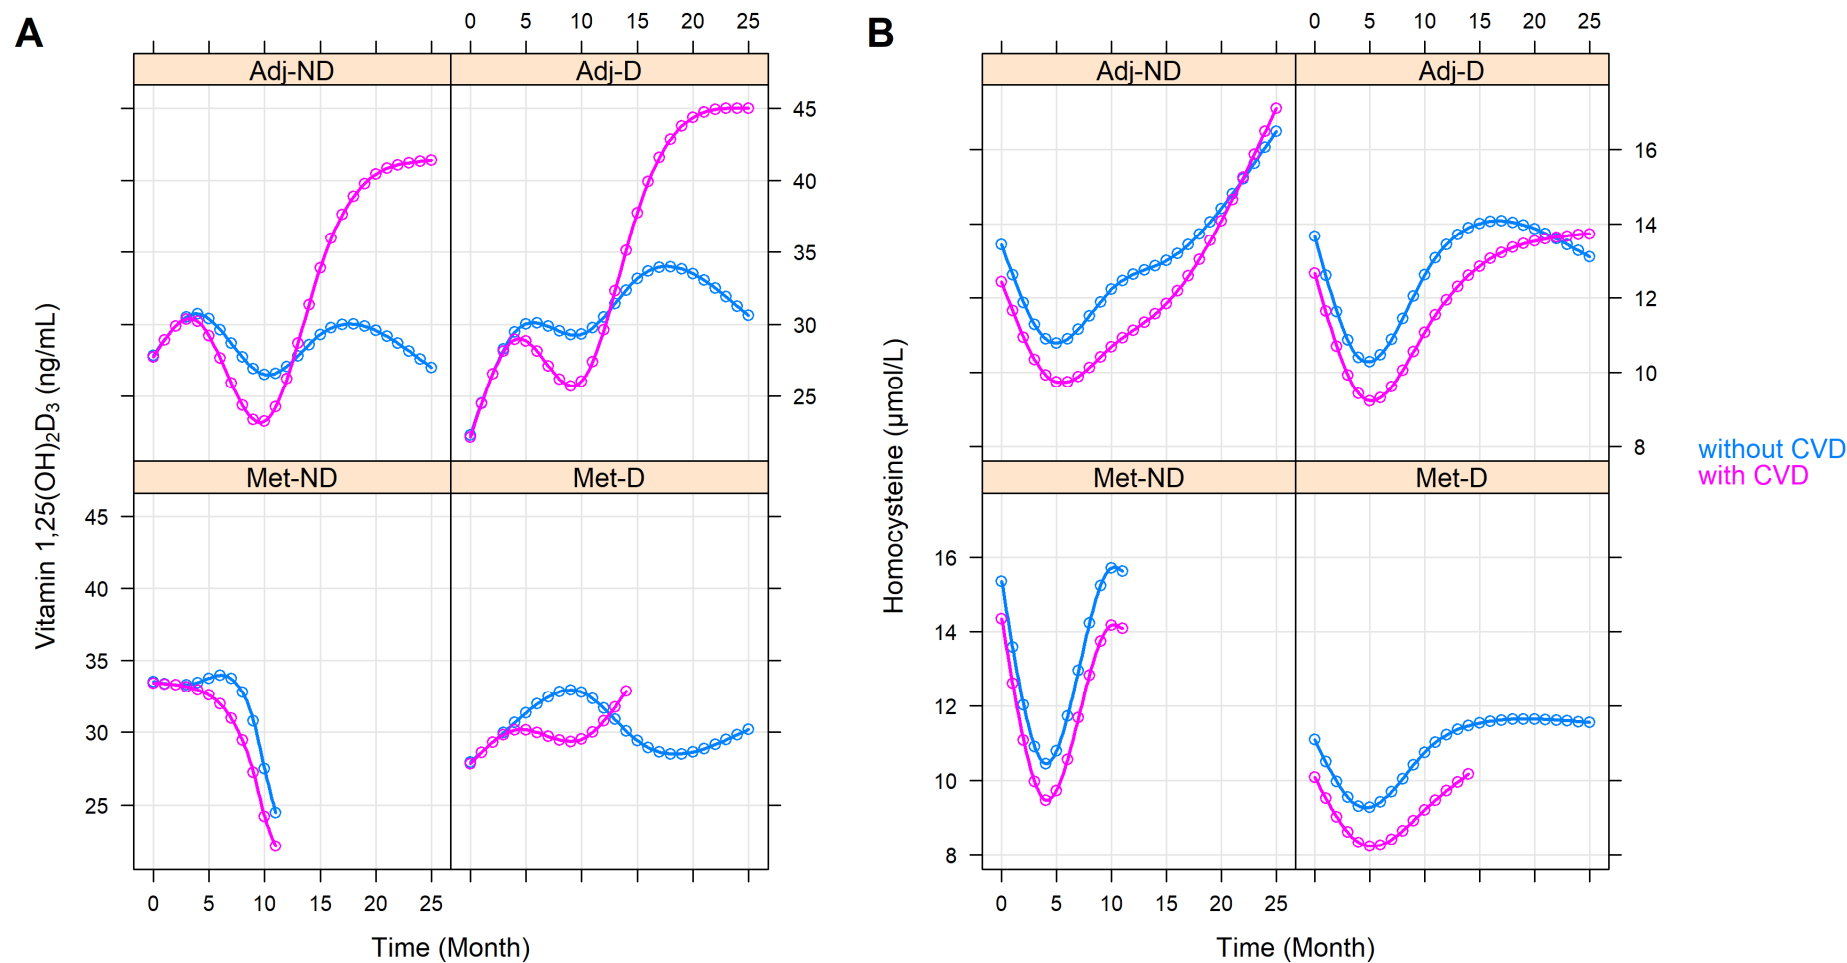 A
0 5 10 15 20 25
Adj-ND Adj-D
45
40
35
30
25
Met-ND Met-D
45
40
35
30
25
0 5 10 15 20 25
Vitamin 1,25(OH)₂D₃ (ng/mL)
Time (Month)
B
0 5 10 15 20 25
Adj-ND Adj-D
16
14
12
10
8
Met-ND Met-D
16
14
12
10
8
0 5 10 15 20 25
Homocysteine (μmol/L)
Time (Month)
without CVD
with CVD